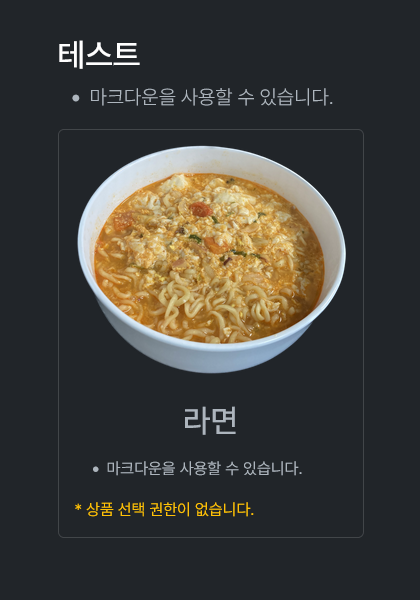 테스트
• 마크다운을 사용할 수 있습니다.
라면
• 마크다운을 사용할 수 있습니다.
* 상품 선택 권한이 없습니다.